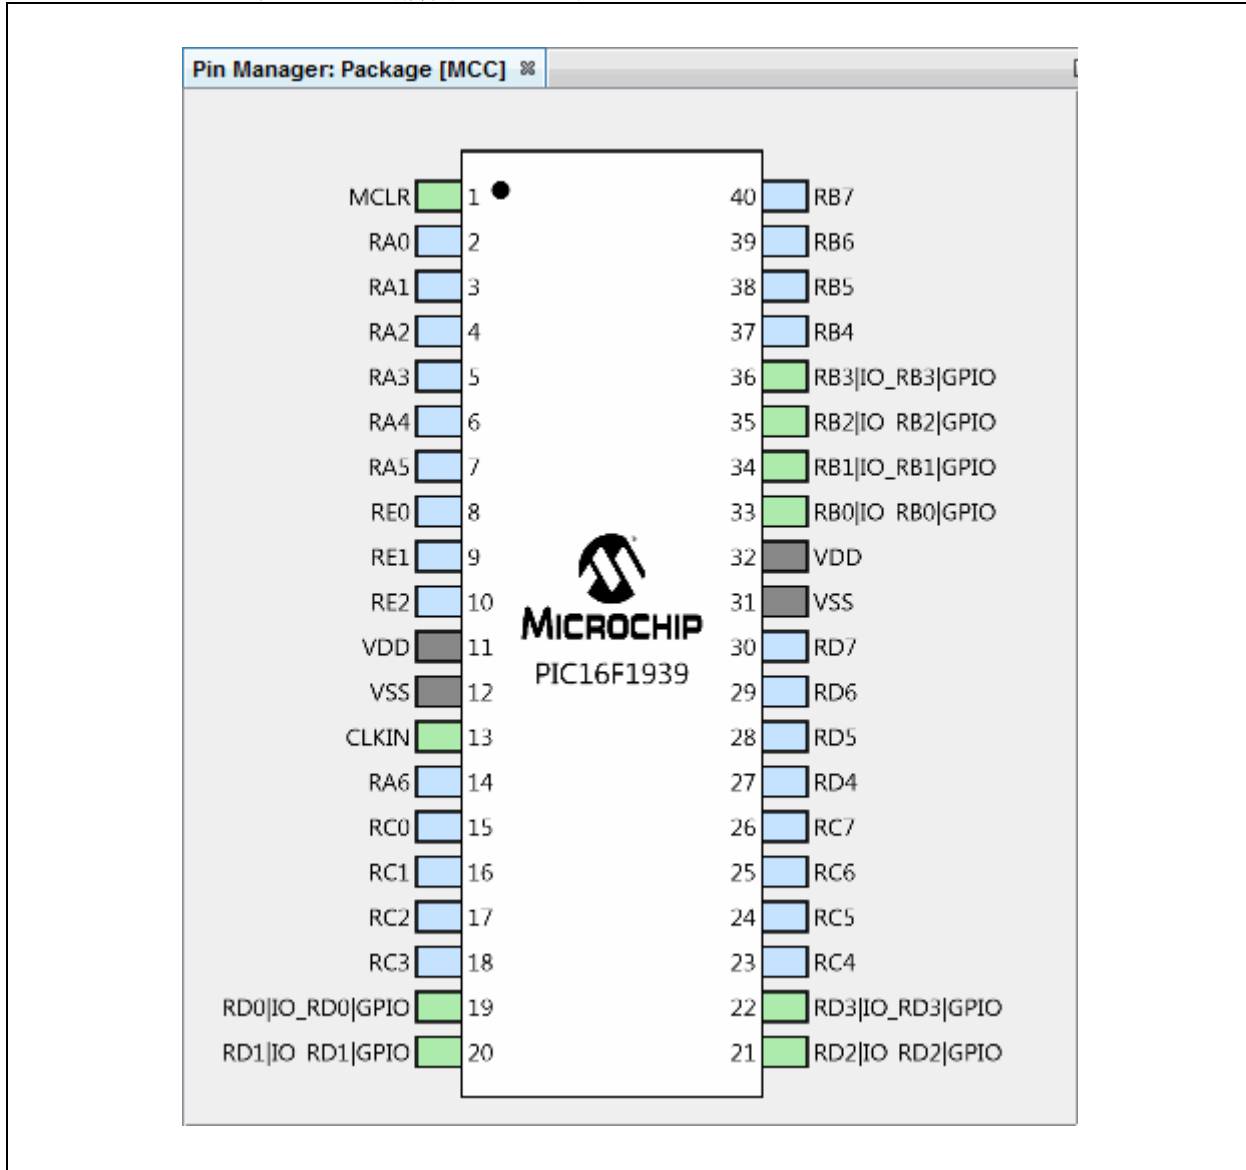 Pin Manager: Package [MCC]
MCLR 1 40 RB7
RA0 2 39 RB6
RA1 3 38 RB5
RA2 4 37 RB4
RA3 5 36 RB3|IO_RB3|GPIO
RA4 6 35 RB2|IO RB2|GPIO
RA5 7 34 RB1|IO_RB1|GPIO
RE0 8 33 RB0|IO RB0|GPIO
RE1 9 32 VDD
RE2 10 31 VSS
MICROCHIP
VDD 11 30 RD7
PIC16F1939
VSS 12 29 RD6
CLKIN 13 28 RD5
RA6 14 27 RD4
RC0 15 26 RC7
RC1 16 25 RC6
RC2 17 24 RC5
RC3 18 23 RC4
RD0|IO_RD0|GPIO 19 22 RD3|IO_RD3|GPIO
RD1|IO RD1|GPIO 20 21 RD2|IO RD2|GPIO